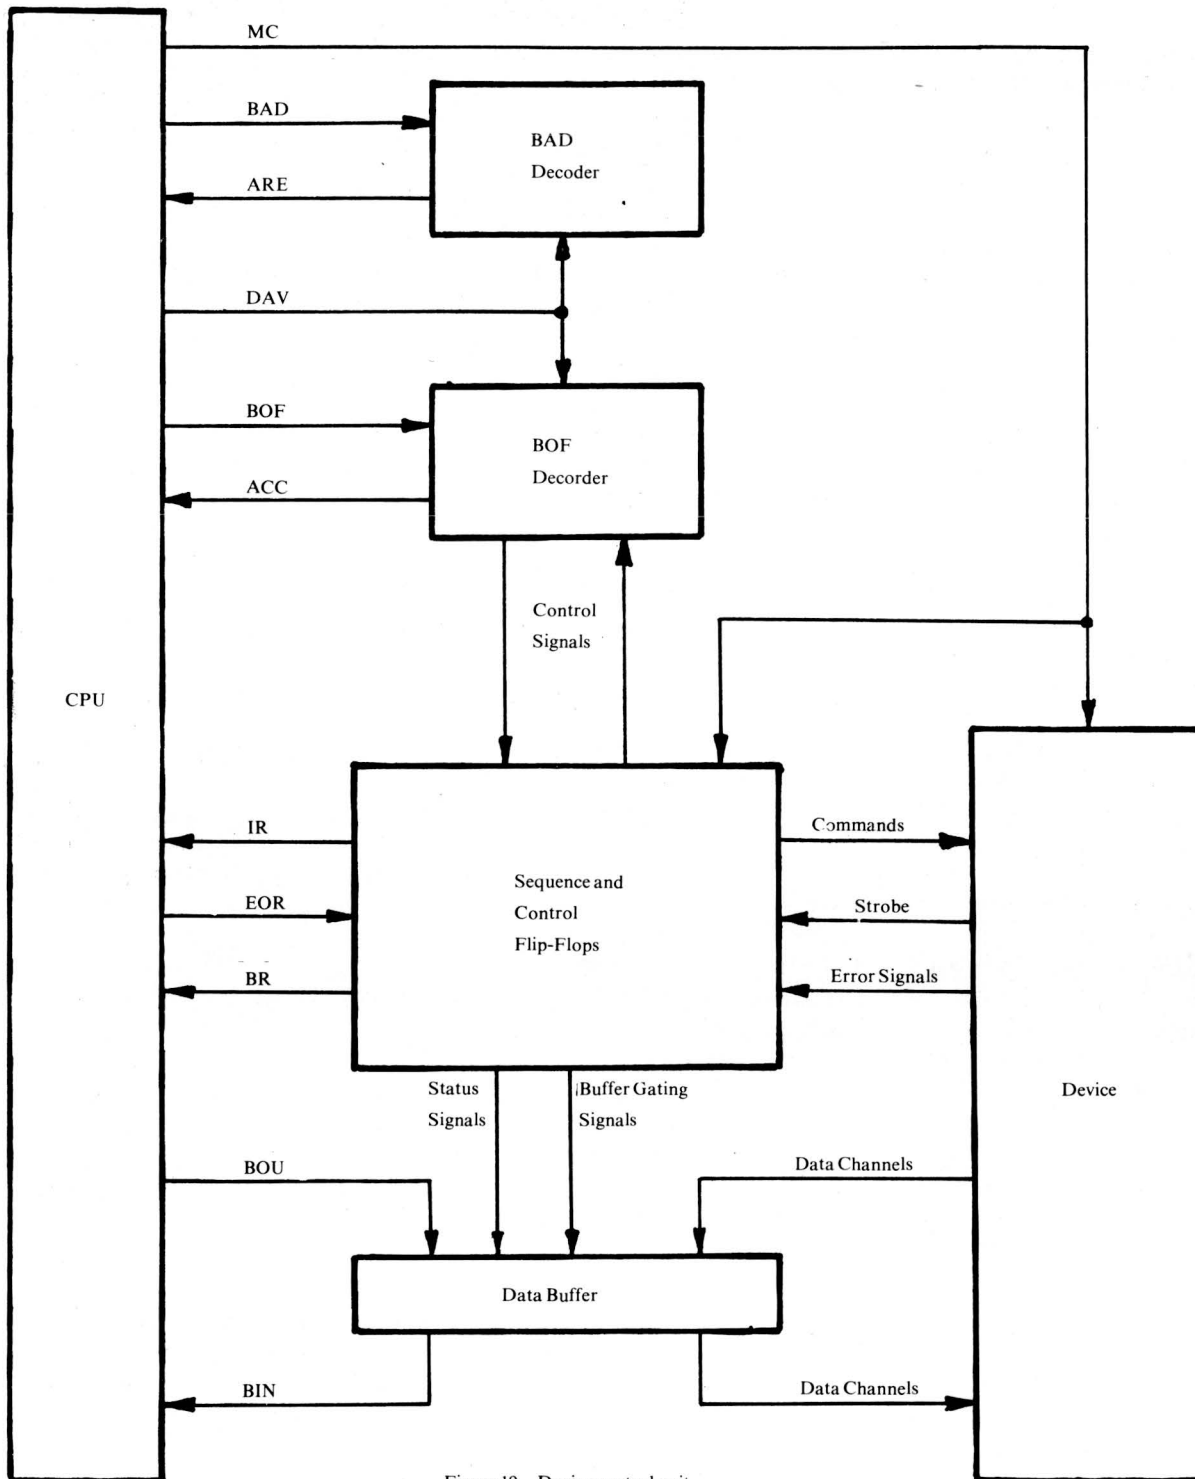 MC
BAD
BAD
Decoder
ARE
DAV
BOF
BOF
Decorder
ACC
Control
Signals
CPU
IR
Commands
Sequence and
Control
Flip-Flops
EOR
Strobe
BR
Error Signals
Status
Signals
Buffer Gating
Signals
Device
BOU
Data Channels
Data Buffer
BIN
Data Channels